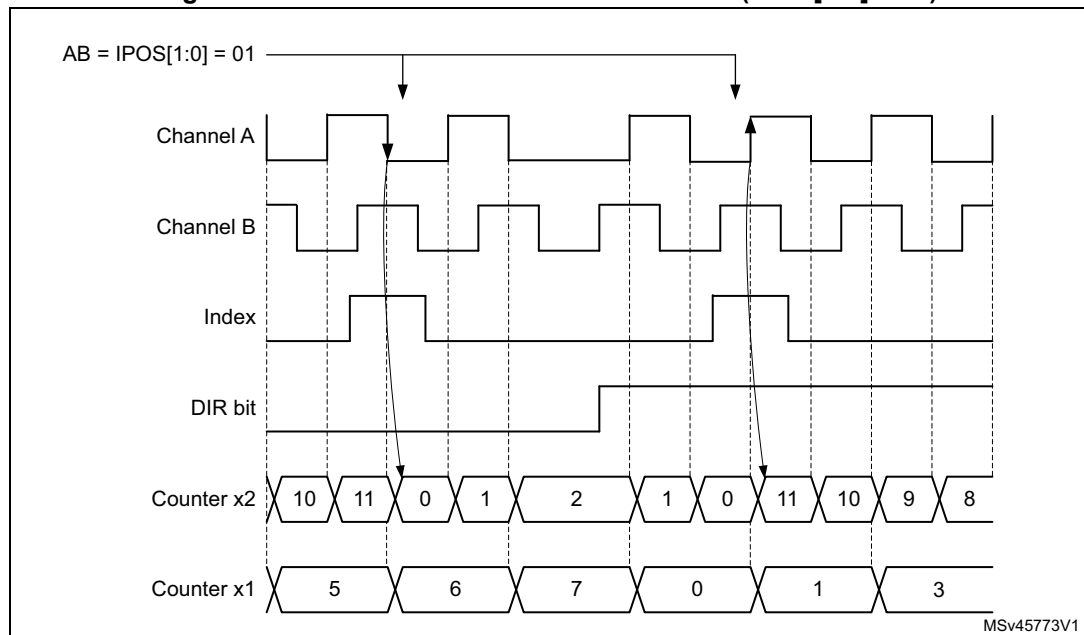 AB = IPOS[1:0] = 01
Channel A
Channel B
Index
DIR bit
Counter x2 10 11 0 1 2 1 0 11 10 9 8
Counter x1 5 6 7 0 1 3
MSv45773V1